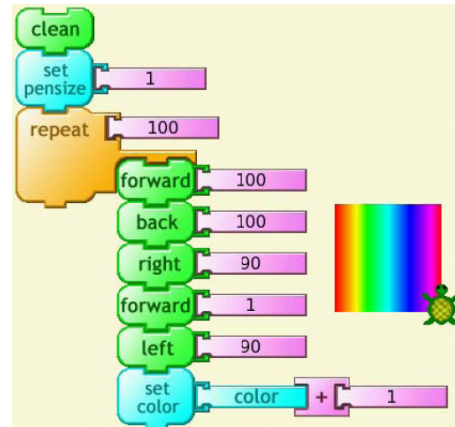 clean
set
pensize 1
repeat 100
forward 100
back 100
right 90
forward 1
left 90
set
color color + 1